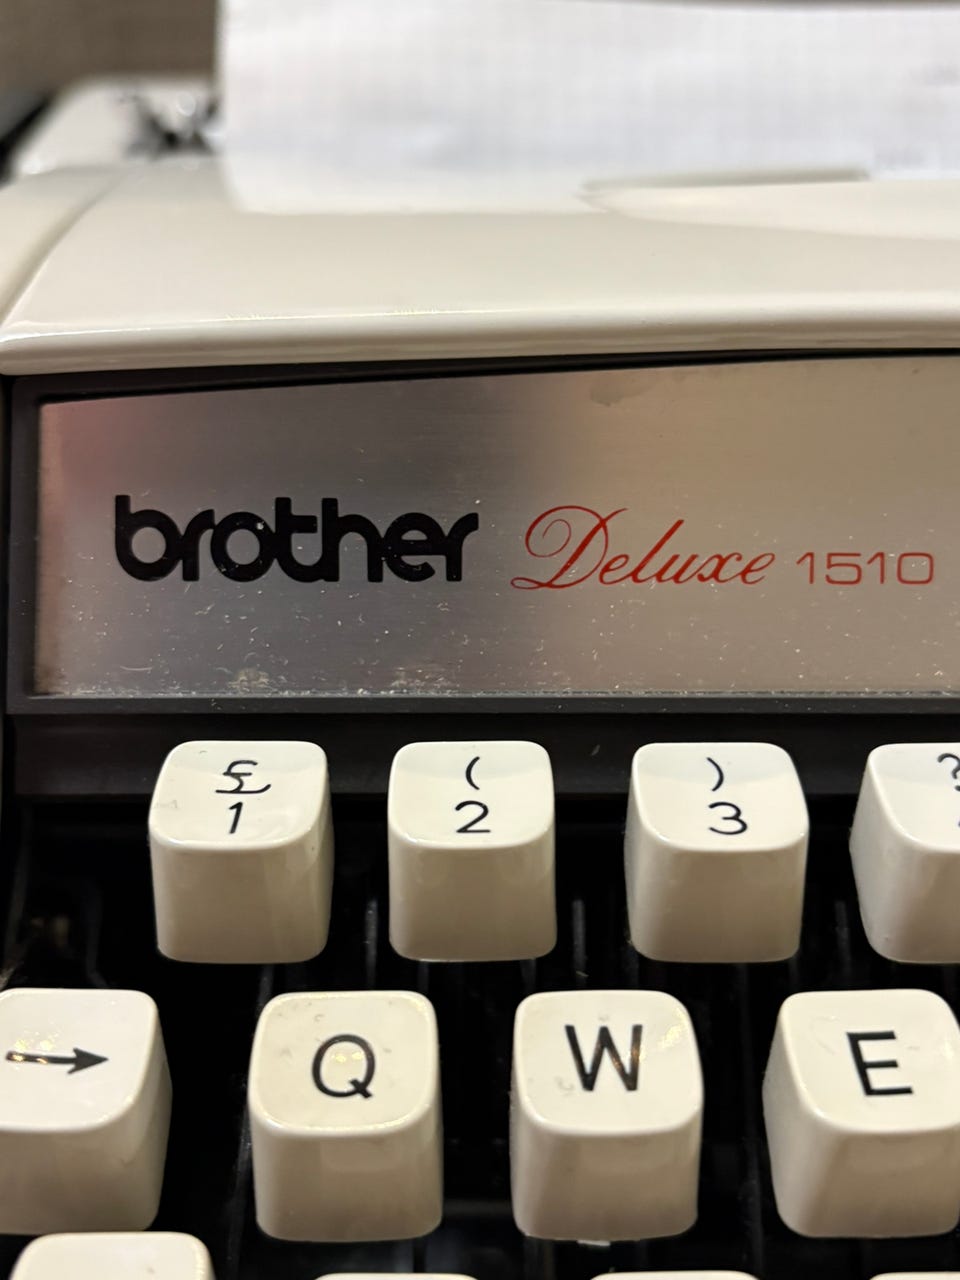 brother Deluxe 1510
£ ( ) ?
1 2 3
→ Q W E